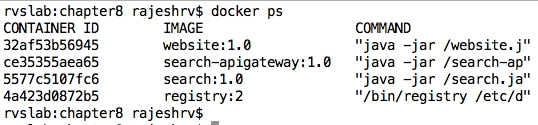 rvslab:chapter8 rajeshrv$ docker ps
CONTAINER ID IMAGE COMMAND
32af53b56945 website:1.0 "java -jar /website.j"
ce35355aea65 search-apigateway:1.0 "java -jar /search-ap"
5577c5107fc6 search:1.0 "java -jar /search.ja"
4a423d0872b5 registry:2 "/bin/registry /etc/d"
rvslab:chapter8 rajeshrv$